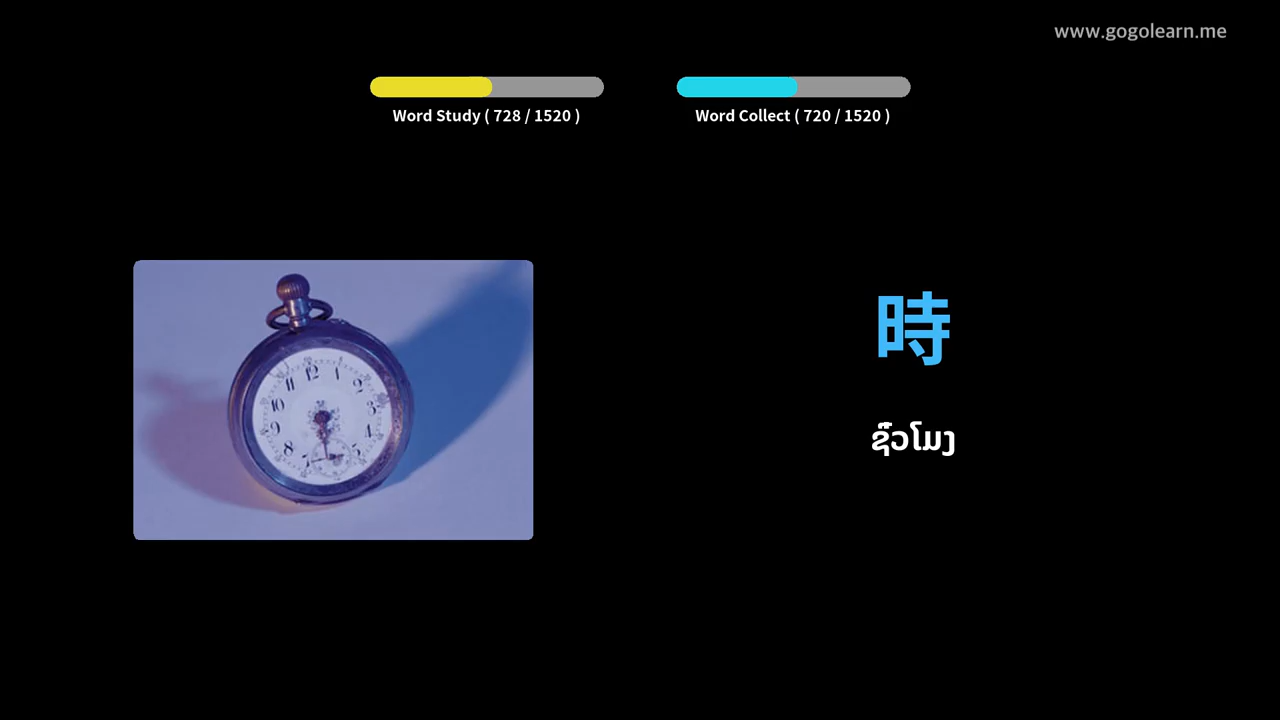 www.gogolearn.me
Word Study ( 728 / 1520 )
Word Collect ( 720 / 1520 )
時
ຊົ່ວໂມງ